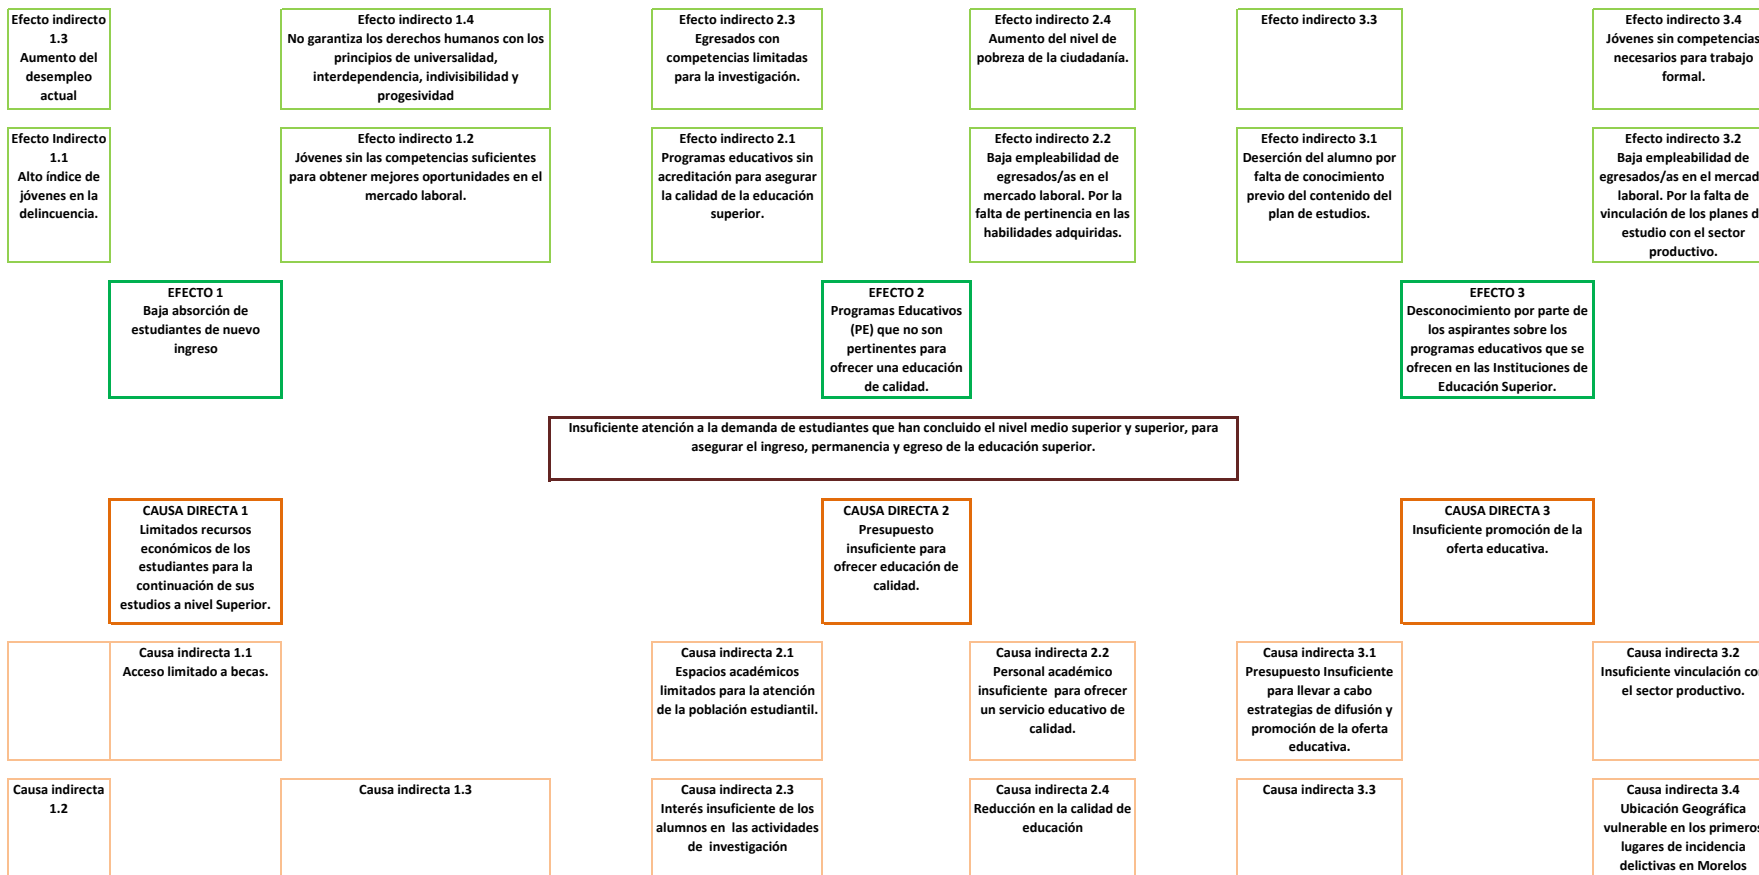 Efecto indirecto
1.3
Aumento del
desempleo
actual
Efecto indirecto 1.4
No garantiza los derechos humanos con los
principios de universalidad,
interdependencia, indivisibilidad y
progesividad
Efecto indirecto 2.3
Egresados con
competencias limitadas
para la investigación.
Efecto indirecto 2.4
Aumento del nivel de
pobreza de la ciudadanía.
Efecto indirecto 3.3
Efecto indirecto 3.4
Jóvenes sin competencias
necesarios para trabajo
formal.
Efecto Indirecto
1.1
Alto índice de
jóvenes en la
delincuencia.
Efecto indirecto 1.2
Jóvenes sin las competencias suficientes
para obtener mejores oportunidades en el
mercado laboral.
Efecto indirecto 2.1
Programas educativos sin
acreditación para asegurar
la calidad de la educación
superior.
Efecto indirecto 2.2
Baja empleabilidad de
egresados/as en el
mercado laboral. Por la
falta de pertinencia en las
habilidades adquiridas.
Efecto indirecto 3.1
Deserción del alumno por
falta de conocimiento
previo del contenido del
plan de estudios.
Efecto indirecto 3.2
Baja empleabilidad de
egresados/as en el mercad
laboral. Por la falta de
vinculación de los planes d
estudio con el sector
productivo.
EFECTO 1
Baja absorción de
estudiantes de nuevo
ingreso
EFECTO 2
Programas Educativos
(PE) que no son
pertinentes para
ofrecer una educación
de calidad.
EFECTO 3
Desconocimiento por parte de
los aspirantes sobre los
programas educativos que se
ofrecen en las Instituciones de
Educación Superior.
Insuficiente atención a la demanda de estudiantes que han concluido el nivel medio superior y superior, para
asegurar el ingreso, permanencia y egreso de la educación superior.
CAUSA DIRECTA 1
Limitados recursos
económicos de los
estudiantes para la
continuación de sus
estudios a nivel Superior.
CAUSA DIRECTA 2
Presupuesto
insuficiente para
ofrecer educación de
calidad.
CAUSA DIRECTA 3
Insuficiente promoción de la
oferta educativa.
Causa indirecta 1.1
Acceso limitado a becas.
Causa indirecta 2.1
Espacios académicos
limitados para la atención
de la población estudiantil.
Causa indirecta 2.2
Personal académico
insuficiente para ofrecer
un servicio educativo de
calidad.
Causa indirecta 3.1
Presupuesto Insuficiente
para llevar a cabo
estrategias de difusión y
promoción de la oferta
educativa.
Causa indirecta 3.2
Insuficiente vinculación co
el sector productivo.
Causa indirecta
1.2
Causa indirecta 1.3
Causa indirecta 2.3
Interés insuficiente de los
alumnos en las actividades
de investigación
Causa indirecta 2.4
Reducción en la calidad de
educación
Causa indirecta 3.3
Causa indirecta 3.4
Ubicación Geográfica
vulnerable en los primeros
lugares de incidencia
delictivas en Morelos